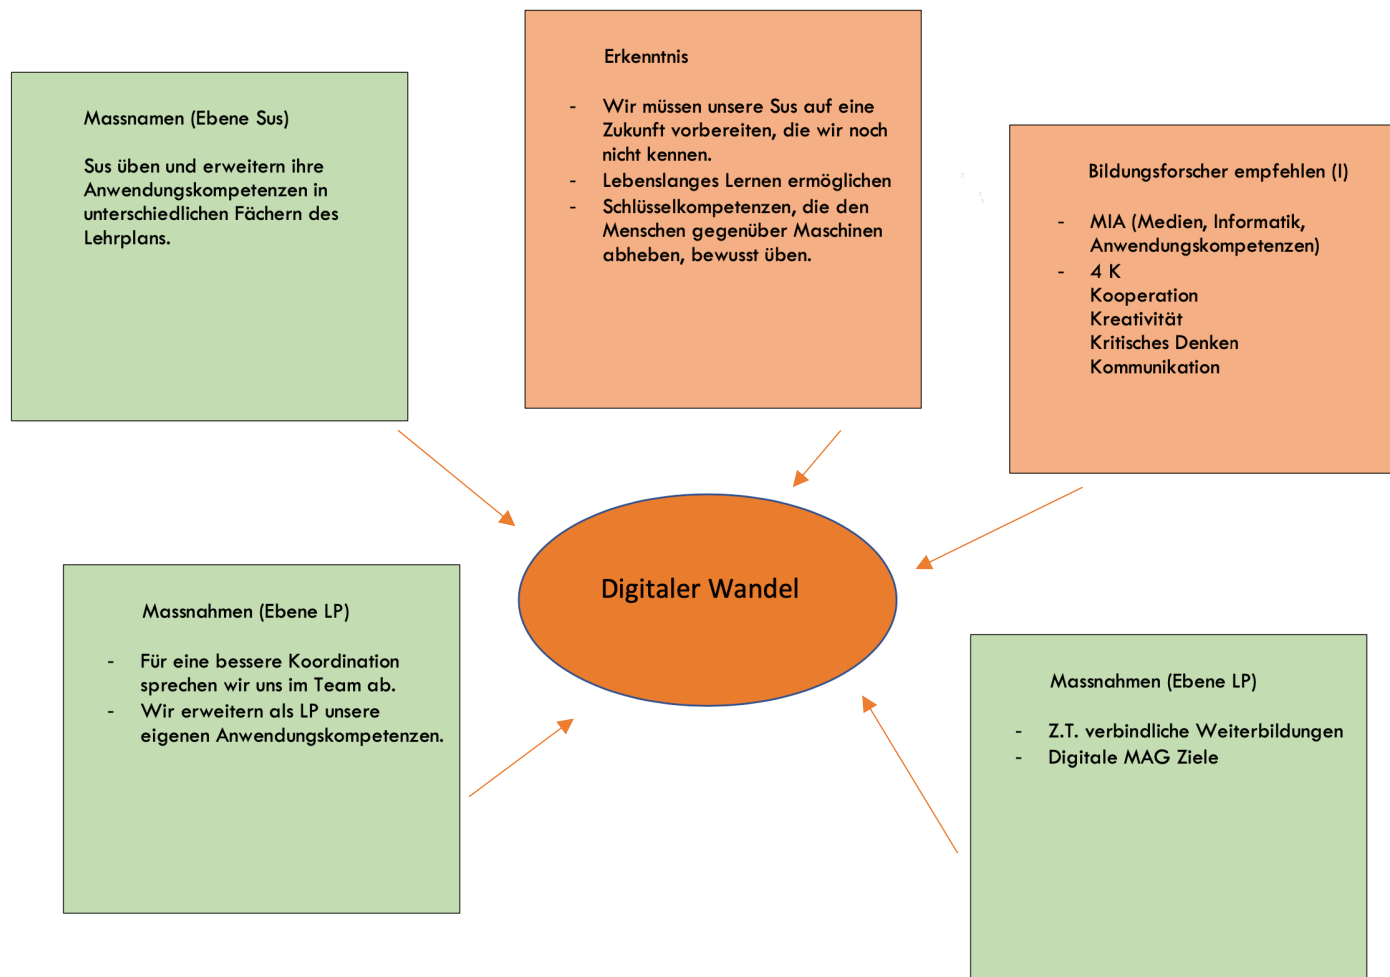 Massnamen (Ebene Sus)
Sus üben und erweitern ihre
Anwendungskompetenzen in
unterschiedlichen Fächern des
Lehrplans.
Erkenntnis
- Wir müssen unsere Sus auf eine
Zukunft vorbereiten, die wir noch
nicht kennen.
- Lebenslanges Lernen ermöglichen
- Schlüsselkompetenzen, die den
Menschen gegenüber Maschinen
abheben, bewusst üben.
Bildungsforscher empfehlen (I)
- MIA (Medien, Informatik,
Anwendungskompetenzen)
- 4 K
Kooperation
Kreativität
Kritisches Denken
Kommunikation
Digitaler Wandel
Massnahmen (Ebene LP)
- Für eine bessere Koordination
sprechen wir uns im Team ab.
- Wir erweitern als LP unsere
eigenen Anwendungskompetenzen.
Massnahmen (Ebene LP)
- Z.T. verbindliche Weiterbildungen
- Digitale MAG Ziele